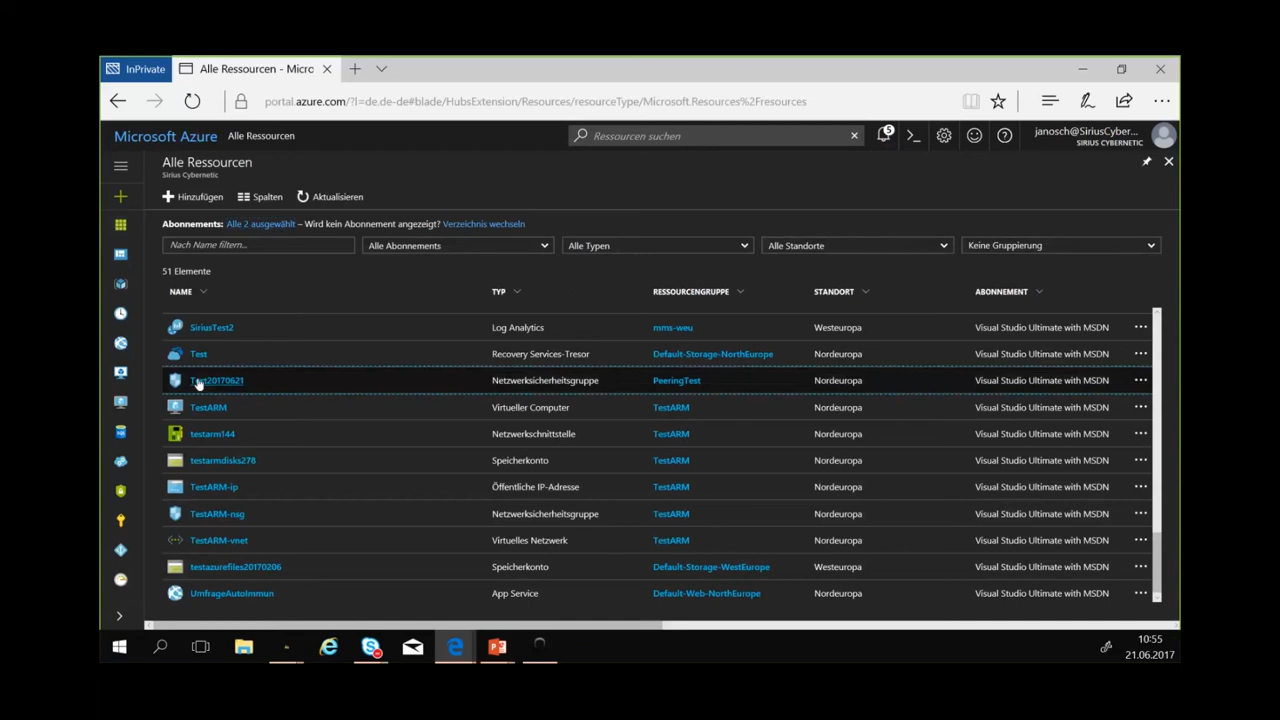 InPrivate
Alle Ressourcen - Micro
portal.azure.com/?l=de.de-de#blade/HubsExtension/Resources/resourceType/Microsoft.Resources%2Fresources
Microsoft Azure Alle Ressourcen
Ressourcen suchen
5
janosch@SiriusCyber...
SIRIUS CYBERNETIC
Alle Ressourcen
Sirius Cybernetic
Hinzufügen Spalten Aktualisieren
Abonnements: Alle 2 ausgewählt – Wird kein Abonnement angezeigt? Verzeichnis wechseln
Nach Name filtern... Alle Abonnements Alle Typen Alle Standorte Keine Gruppierung
51 Elemente
NAME TYP RESSOURCENGRUPPE STANDORT ABONNEMENT
SiriusTest2 Log Analytics mms-weu Westeuropa Visual Studio Ultimate with MSDN
Test Recovery Services-Tresor Default-Storage-NorthEurope Nordeuropa Visual Studio Ultimate with MSDN
Test20170621 Netzwerksicherheitsgruppe PeeringTest Nordeuropa Visual Studio Ultimate with MSDN
TestARM Virtueller Computer TestARM Nordeuropa Visual Studio Ultimate with MSDN
testarm144 Netzwerkschnittstelle TestARM Nordeuropa Visual Studio Ultimate with MSDN
testarmdisks278 Speicherkonto TestARM Nordeuropa Visual Studio Ultimate with MSDN
TestARM-ip Öffentliche IP-Adresse TestARM Nordeuropa Visual Studio Ultimate with MSDN
TestARM-nsg Netzwerksicherheitsgruppe TestARM Nordeuropa Visual Studio Ultimate with MSDN
TestARM-vnet Virtuelles Netzwerk TestARM Nordeuropa Visual Studio Ultimate with MSDN
testazurefiles20170206 Speicherkonto Default-Storage-WestEurope Westeuropa Visual Studio Ultimate with MSDN
UmfrageAutoImmun App Service Default-Web-NorthEurope Nordeuropa Visual Studio Ultimate with MSDN
10:55
21.06.2017